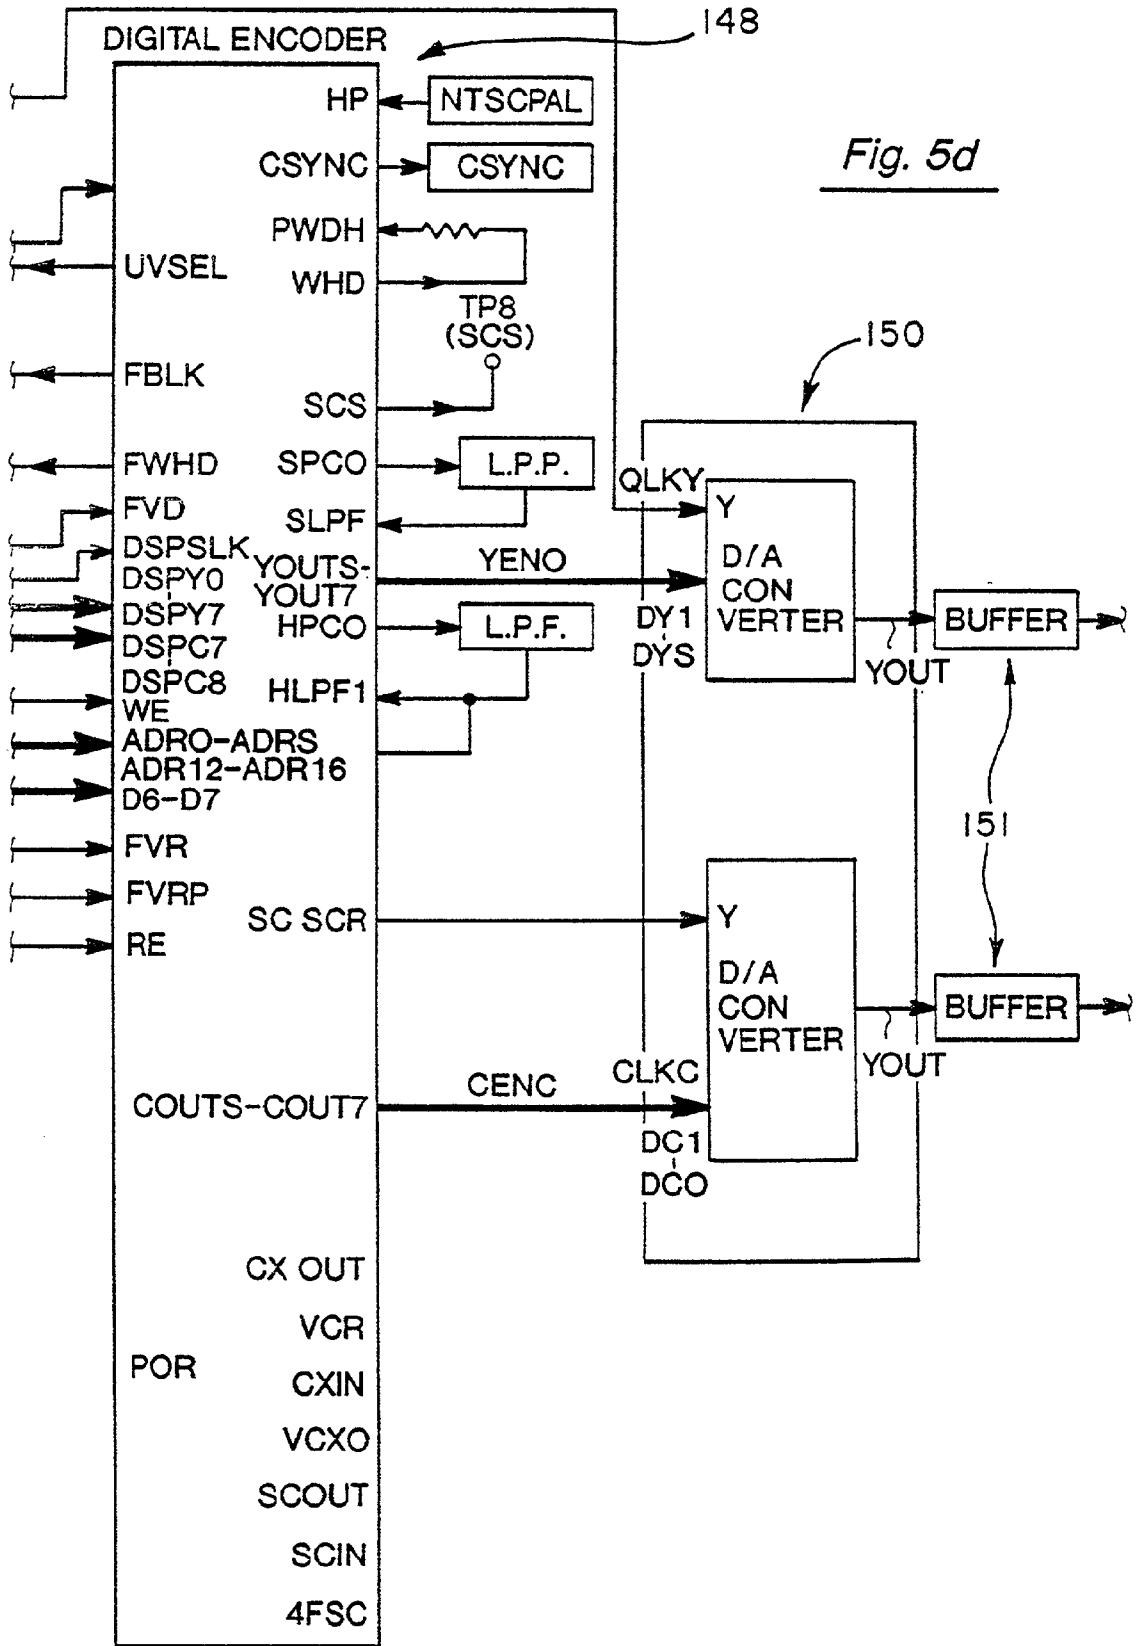 148
DIGITAL ENCODER
HP
NTSCPAL
CSYNC
CSYNC
Fig. 5d
PWDH
UVSEL
WHD
TP8
(SCS)
150
FBLK
SCS
FWHD
SPCO
L.P.P.
QLKY
Y
FVD
SLPF
DSPSLK
D/A
CON
VERTER
YOUTS-
YOUT7
YENO
DSPY0
DSPY7
HPCO
L.P.F.
DY1
DYS
BUFFER
YOUT
DSPC7
DSPC8
HLPF1
WE
ADRO-ADRS
ADR12-ADR16
D6-D7
151
FVR
FVRP
SC SCR
Y
RE
D/A
CON
VERTER
BUFFER
YOUT
CLKC
CENC
COUTS-COUT7
DC1
DCO
CX OUT
VCR
POR
CXIN
VCXO
SCOUT
SCIN
4FSC